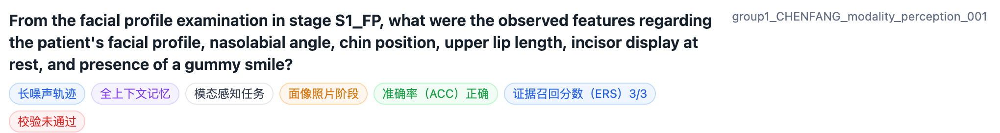 From the facial profile examination in stage S1_FP, what were the observed features regarding
the patient's facial profile, nasolabial angle, chin position, upper lip length, incisor display at
rest, and presence of a gummy smile?
group1_CHENFANG_modality_perception_001
长噪声轨迹 全上下文记忆 模态感知任务 面像照片阶段 准确率（ACC）正确 证据召回分数（ERS）3/3
校验未通过